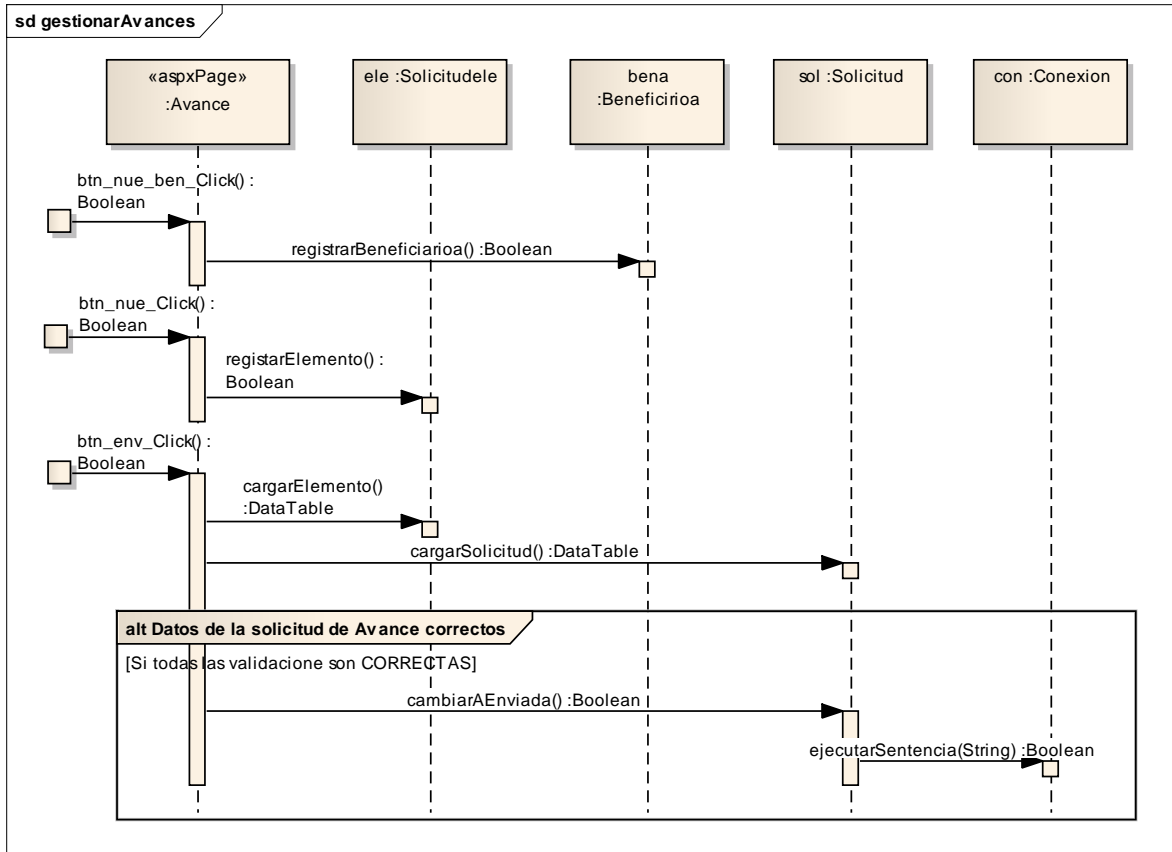 sd gestionarAvances
«aspxPage»
:Avance
ele :Solicitudele
bena
:Beneficirioa
sol :Solicitud
con :Conexion
btn_nue_ben_Click() :
Boolean
registrarBeneficiarioa() :Boolean
btn_nue_Click() :
Boolean
registarElemento() :
Boolean
btn_env_Click() :
Boolean
cargarElemento()
:DataTable
cargarSolicitud() :DataTable
alt Datos de la solicitud de Avance correctos
[Si todas las validacione son CORRECTAS]
cambiarAEnviada() :Boolean
ejecutarSentencia(String) :Boolean